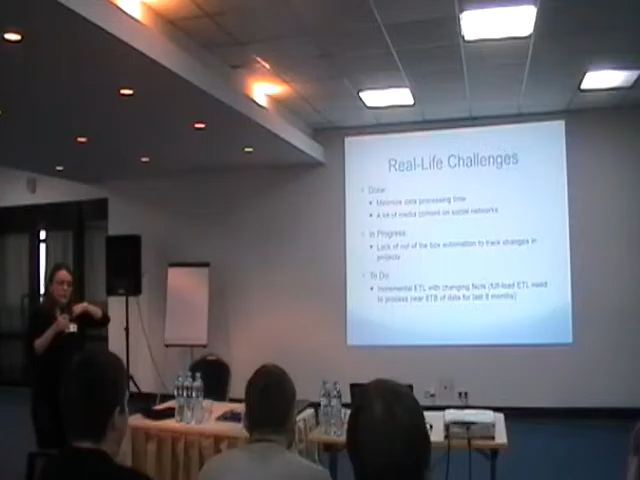 Real-Life Challenges
Done:
Minimize data processing time
A lot of media content on social networks
In Progress:
Lack of out of the box automation to track changes in
projects
To Do:
Incremental ETL with changing facts (full-load ETL need
to process near 8TB of data for last 6 months)